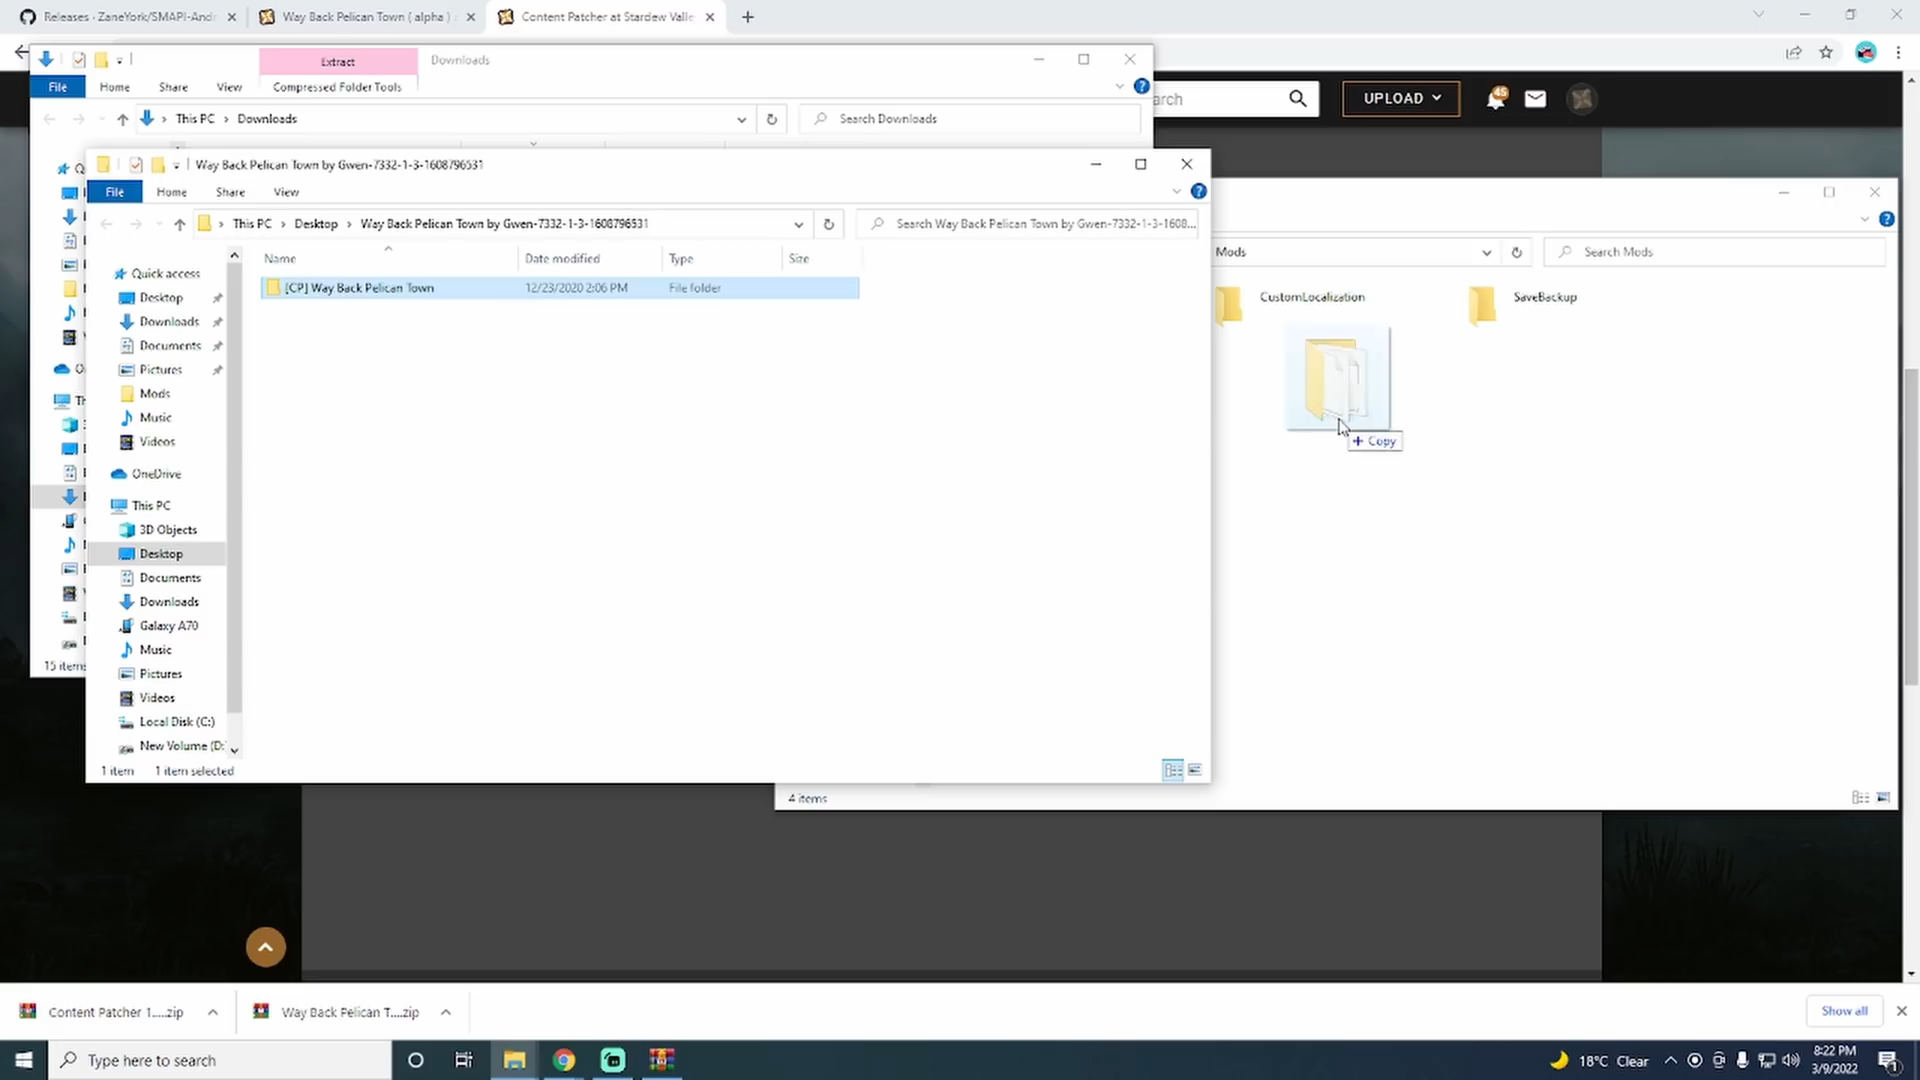 Releases · ZaneYork/SMAPI-Andr
Way Back Pelican Town ( alpha )
Content Patcher at Stardew Valle
Extract
Downloads
File
Home
Share
View
Compressed Folder Tools
This PC
Downloads
Search Downloads
arch
UPLOAD
45
Way Back Pelican Town by Gwen-7332-1-3-1608796531
File
Home
Share
View
This PC
Desktop
Way Back Pelican Town by Gwen-7332-1-3-1608796531
Search Way Back Pelican Town by Gwen-7332-1-3-1608...
Mods
Search Mods
Name
Date modified
Type
Size
[CP] Way Back Pelican Town
12/23/2020 2:06 PM
File folder
CustomLocalization
SaveBackup
+ Copy
Quick access
Desktop
Downloads
Documents
Pictures
Mods
Music
Videos
OneDrive
This PC
3D Objects
Desktop
Documents
Downloads
Galaxy A70
Music
Pictures
Videos
Local Disk (C:)
New Volume (D:
15 items
1 item
1 item selected
4 items
Content Patcher 1.....zip
Way Back Pelican T....zip
Show all
Type here to search
18°C Clear
8:22 PM
3/9/2022
1